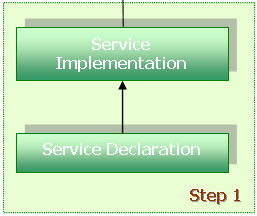 Service
Implementation
Service Declaration
Step 1